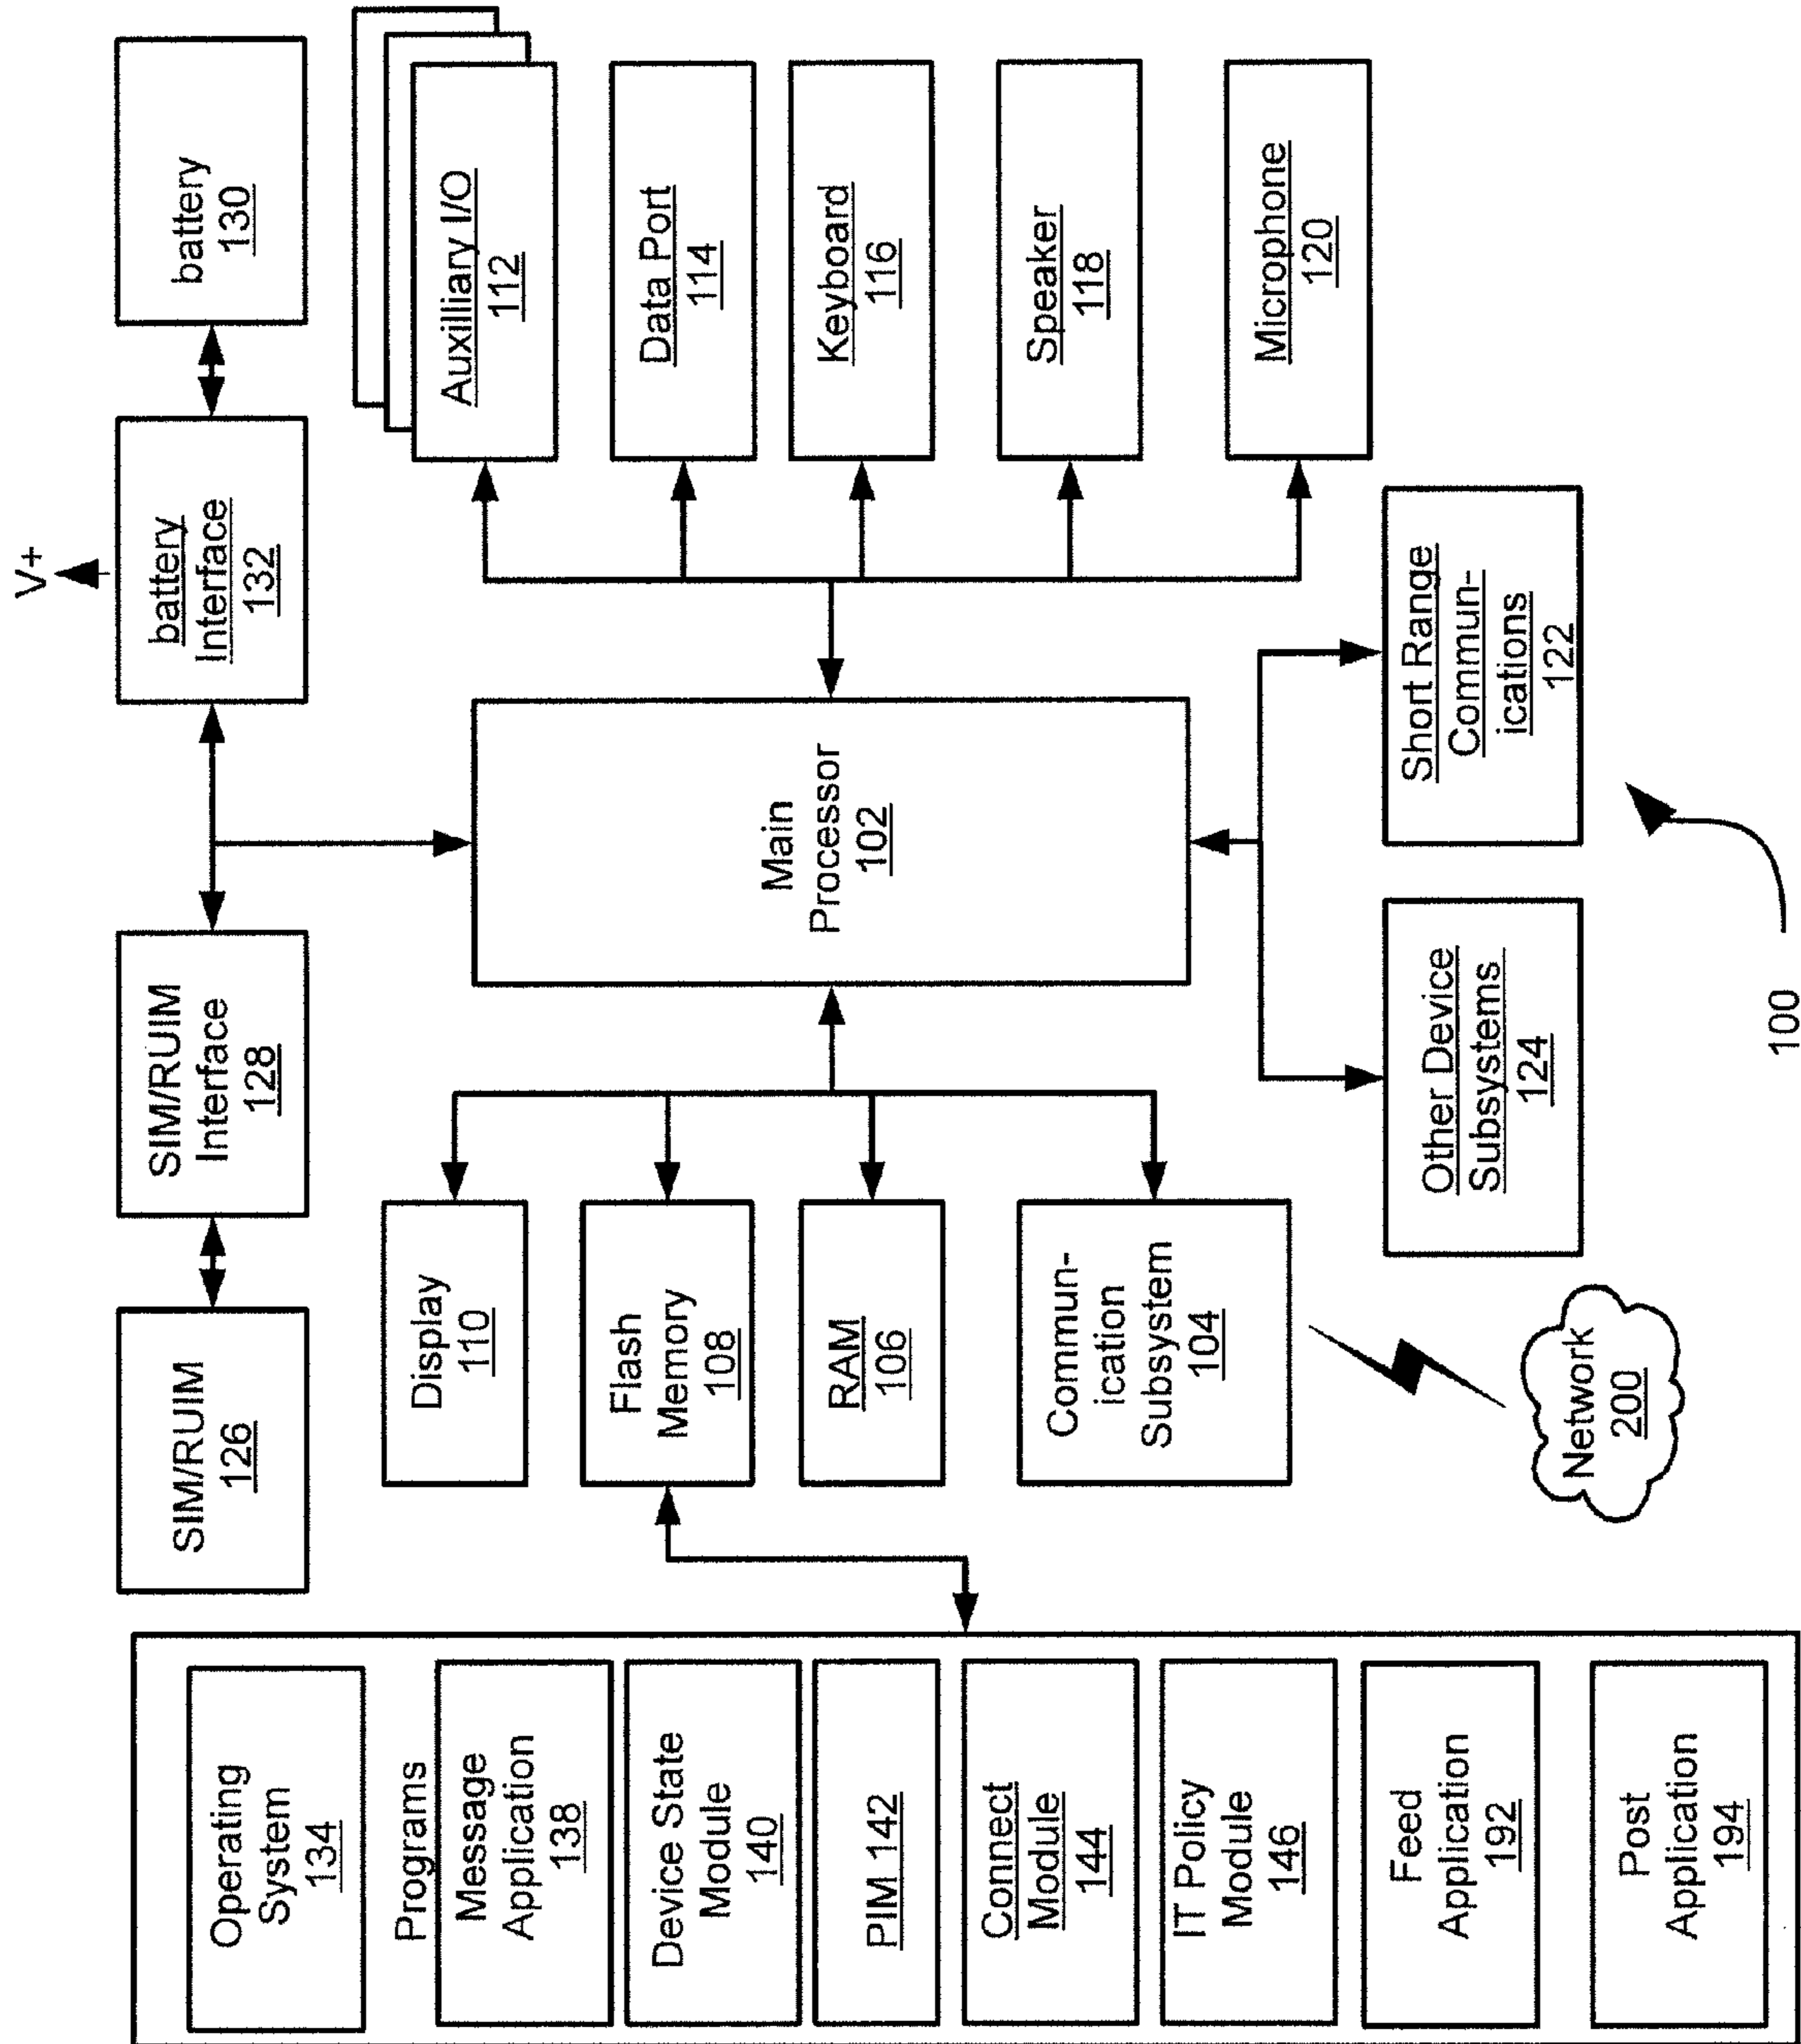 Operating
System
134
Programs
Message
Application
138
Device State
Module
140
PIM 142
Connect
Module
144
IT Policy
Module
146
Feed
Application
192
Post
Application
194
SIM/RUIM
126
SIM/RUIM
Interface
128
V+
battery
Interface
132
battery
130
Display
110
Flash
Memory
108
RAM
106
Commun-
ication
Subsystem
104
Network
200
Main
Processor
102
Auxilliary I/O
112
Data Port
114
Keyboard
116
Speaker
118
Microphone
120
Other Device
Subsystems
124
Short Range
Commun-
ications
122
100